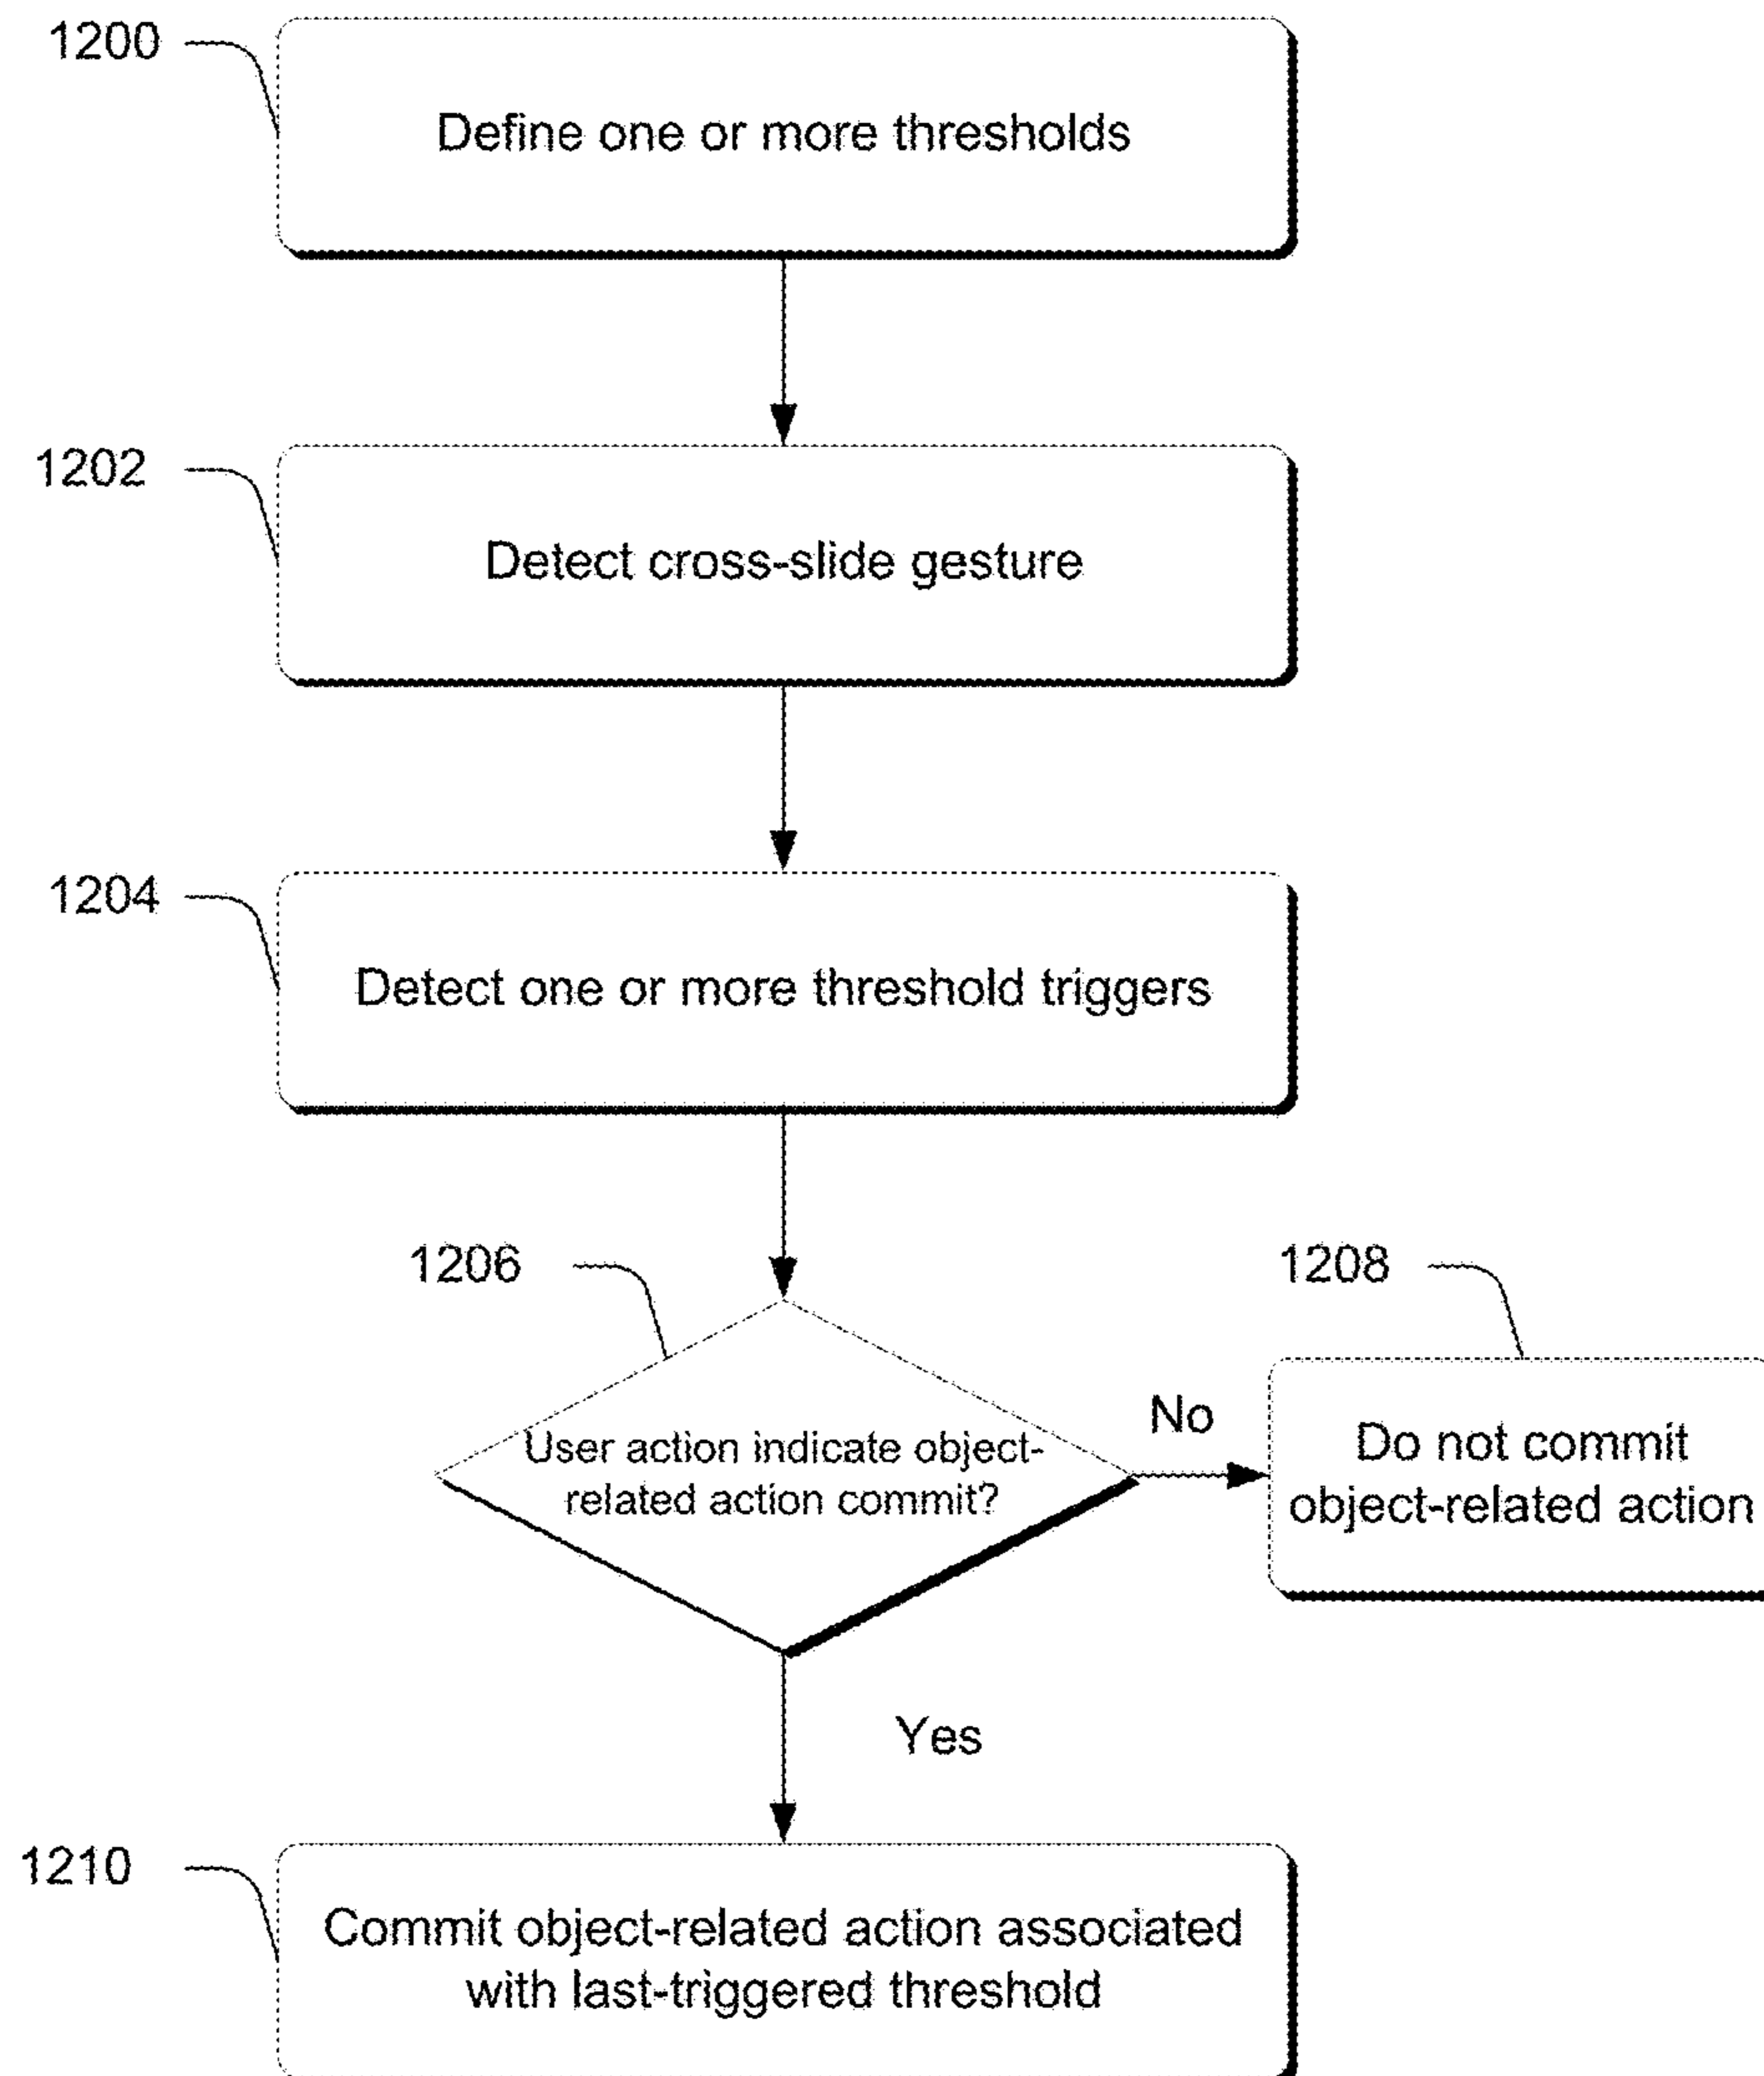 1200
Define one or more thresholds
1202
Detect cross-slide gesture
1204
Detect one or more threshold triggers
1206
1208
User action indicate object-
related action commit?
No
Do not commit
object-related action
Yes
1210
Commit object-related action associated
with last-triggered threshold